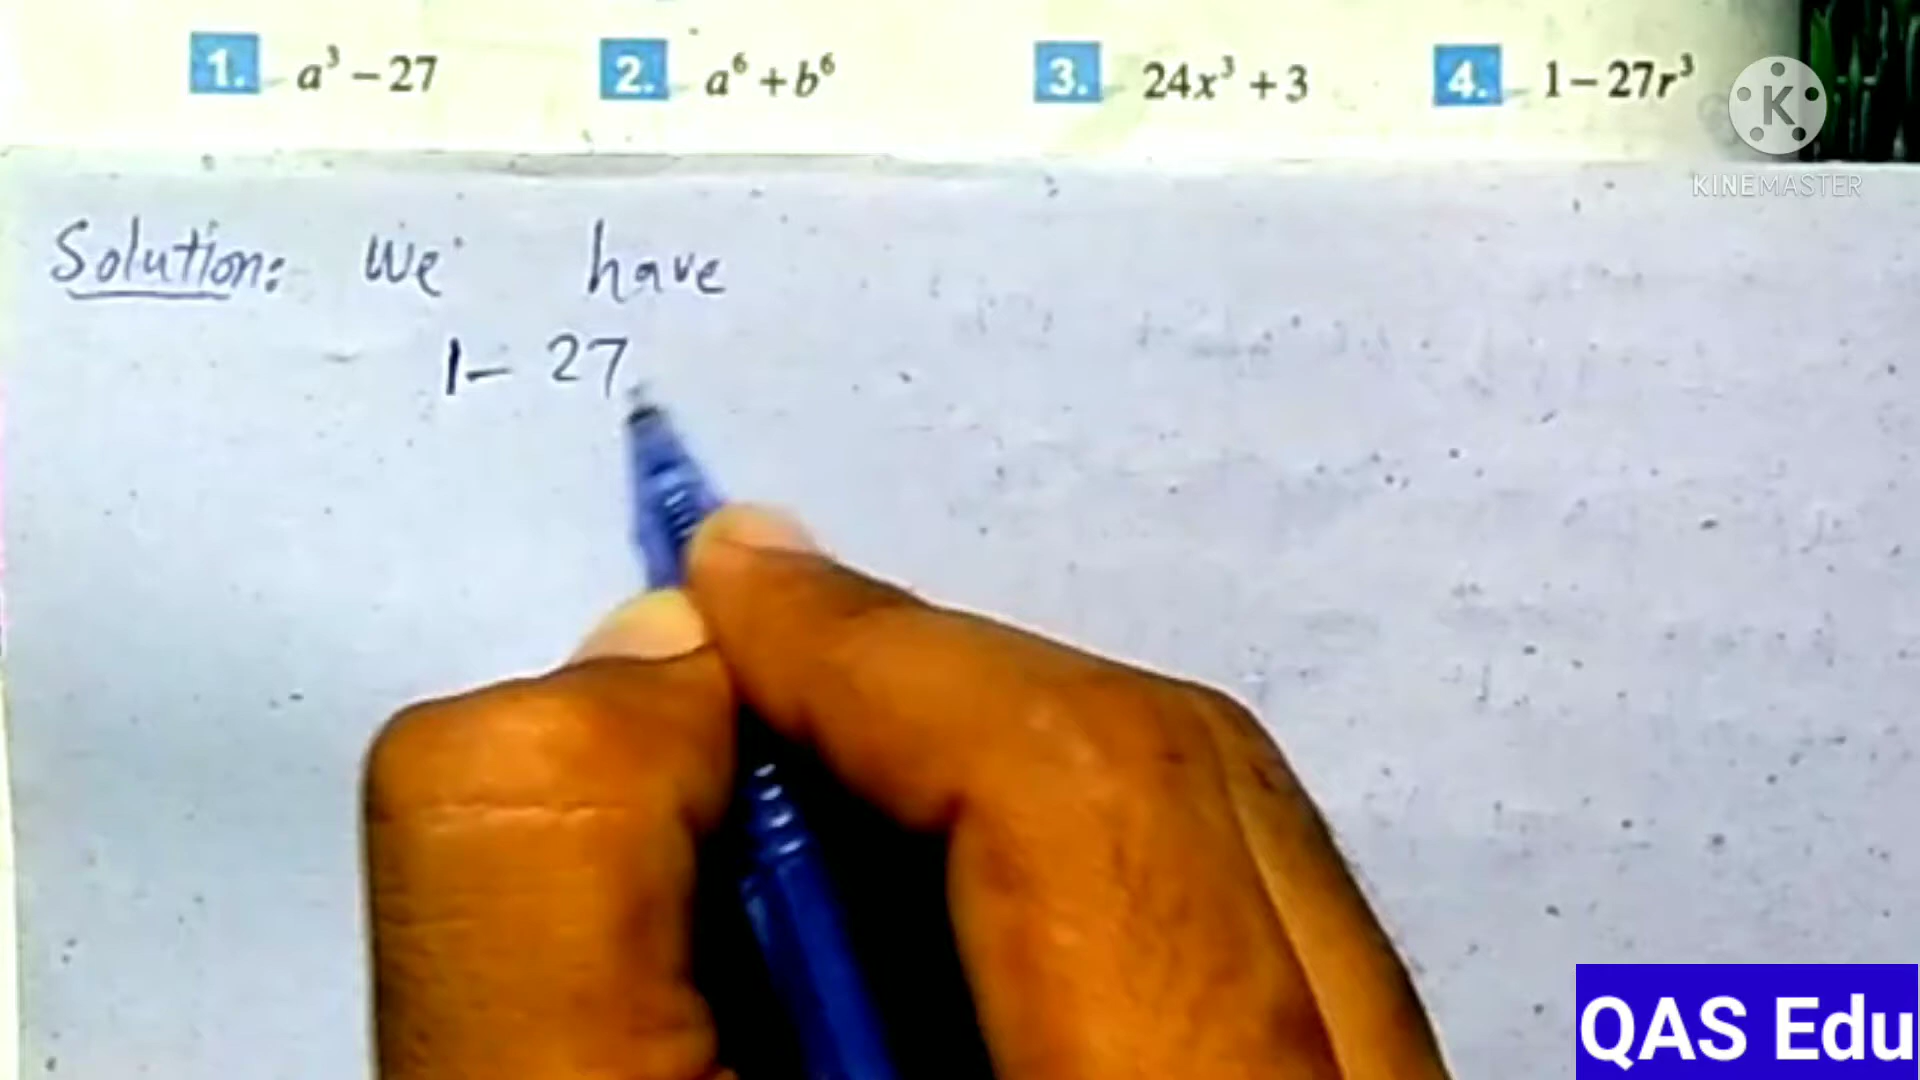 1. a³ – 27 2. a⁶ + b⁶ 3. 24x³ + 3 4. 1 – 27r³
KINEMASTER
Solution: We have
1 – 27
QAS Edu